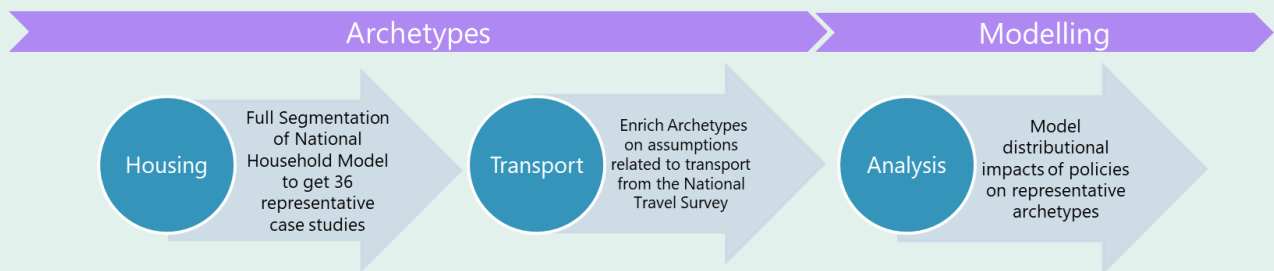 Archetypes
Modelling
Housing
Full Segmentation
of National
Household Model
to get 36
representative
case studies
Transport
Enrich Archetypes
on assumptions
related to transport
from the National
Travel Survey
Analysis
Model
distributional
impacts of policies
on representative
archetypes